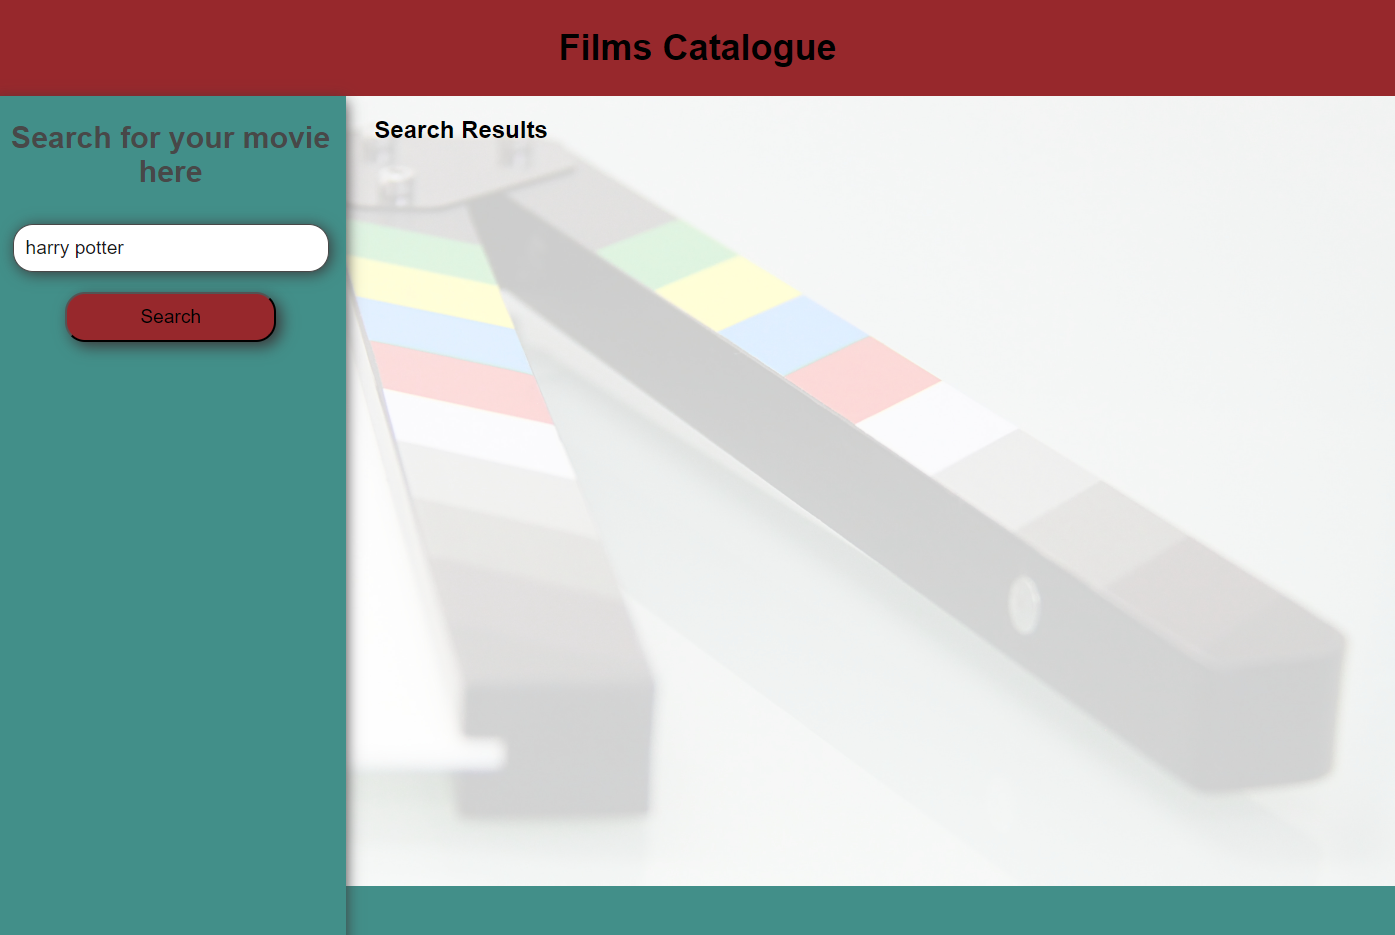 Films Catalogue
Search for your movie
here
harry potter
Search
Search Results